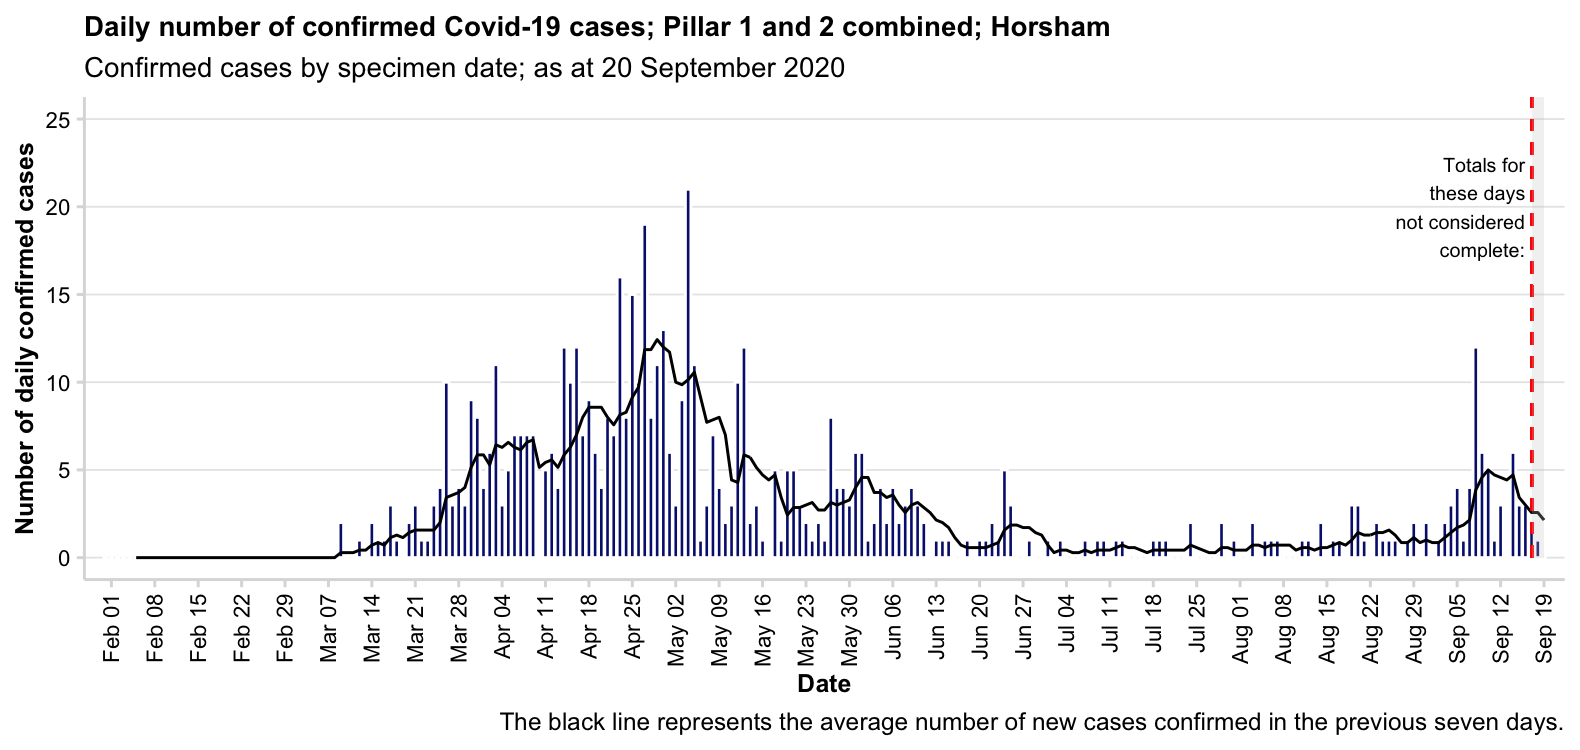 Daily number of confirmed Covid-19 cases; Pillar 1 and 2 combined; Horsham
Confirmed cases by specimen date; as at 20 September 2020
Number of daily confirmed cases
25
20
15
10
5
0
Totals for
these days
not considered
complete:
Feb 01
Feb 08
Feb 15
Feb 22
Feb 29
Mar 07
Mar 14
Mar 21
Mar 28
Apr 04
Apr 11
Apr 18
Apr 25
May 02
May 09
May 16
May 23
May 30
Jun 06
Jun 13
Jun 20
Jun 27
Jul 04
Jul 11
Jul 18
Jul 25
Aug 01
Aug 08
Aug 15
Aug 22
Aug 29
Sep 05
Sep 12
Sep 19
Date
The black line represents the average number of new cases confirmed in the previous seven days.